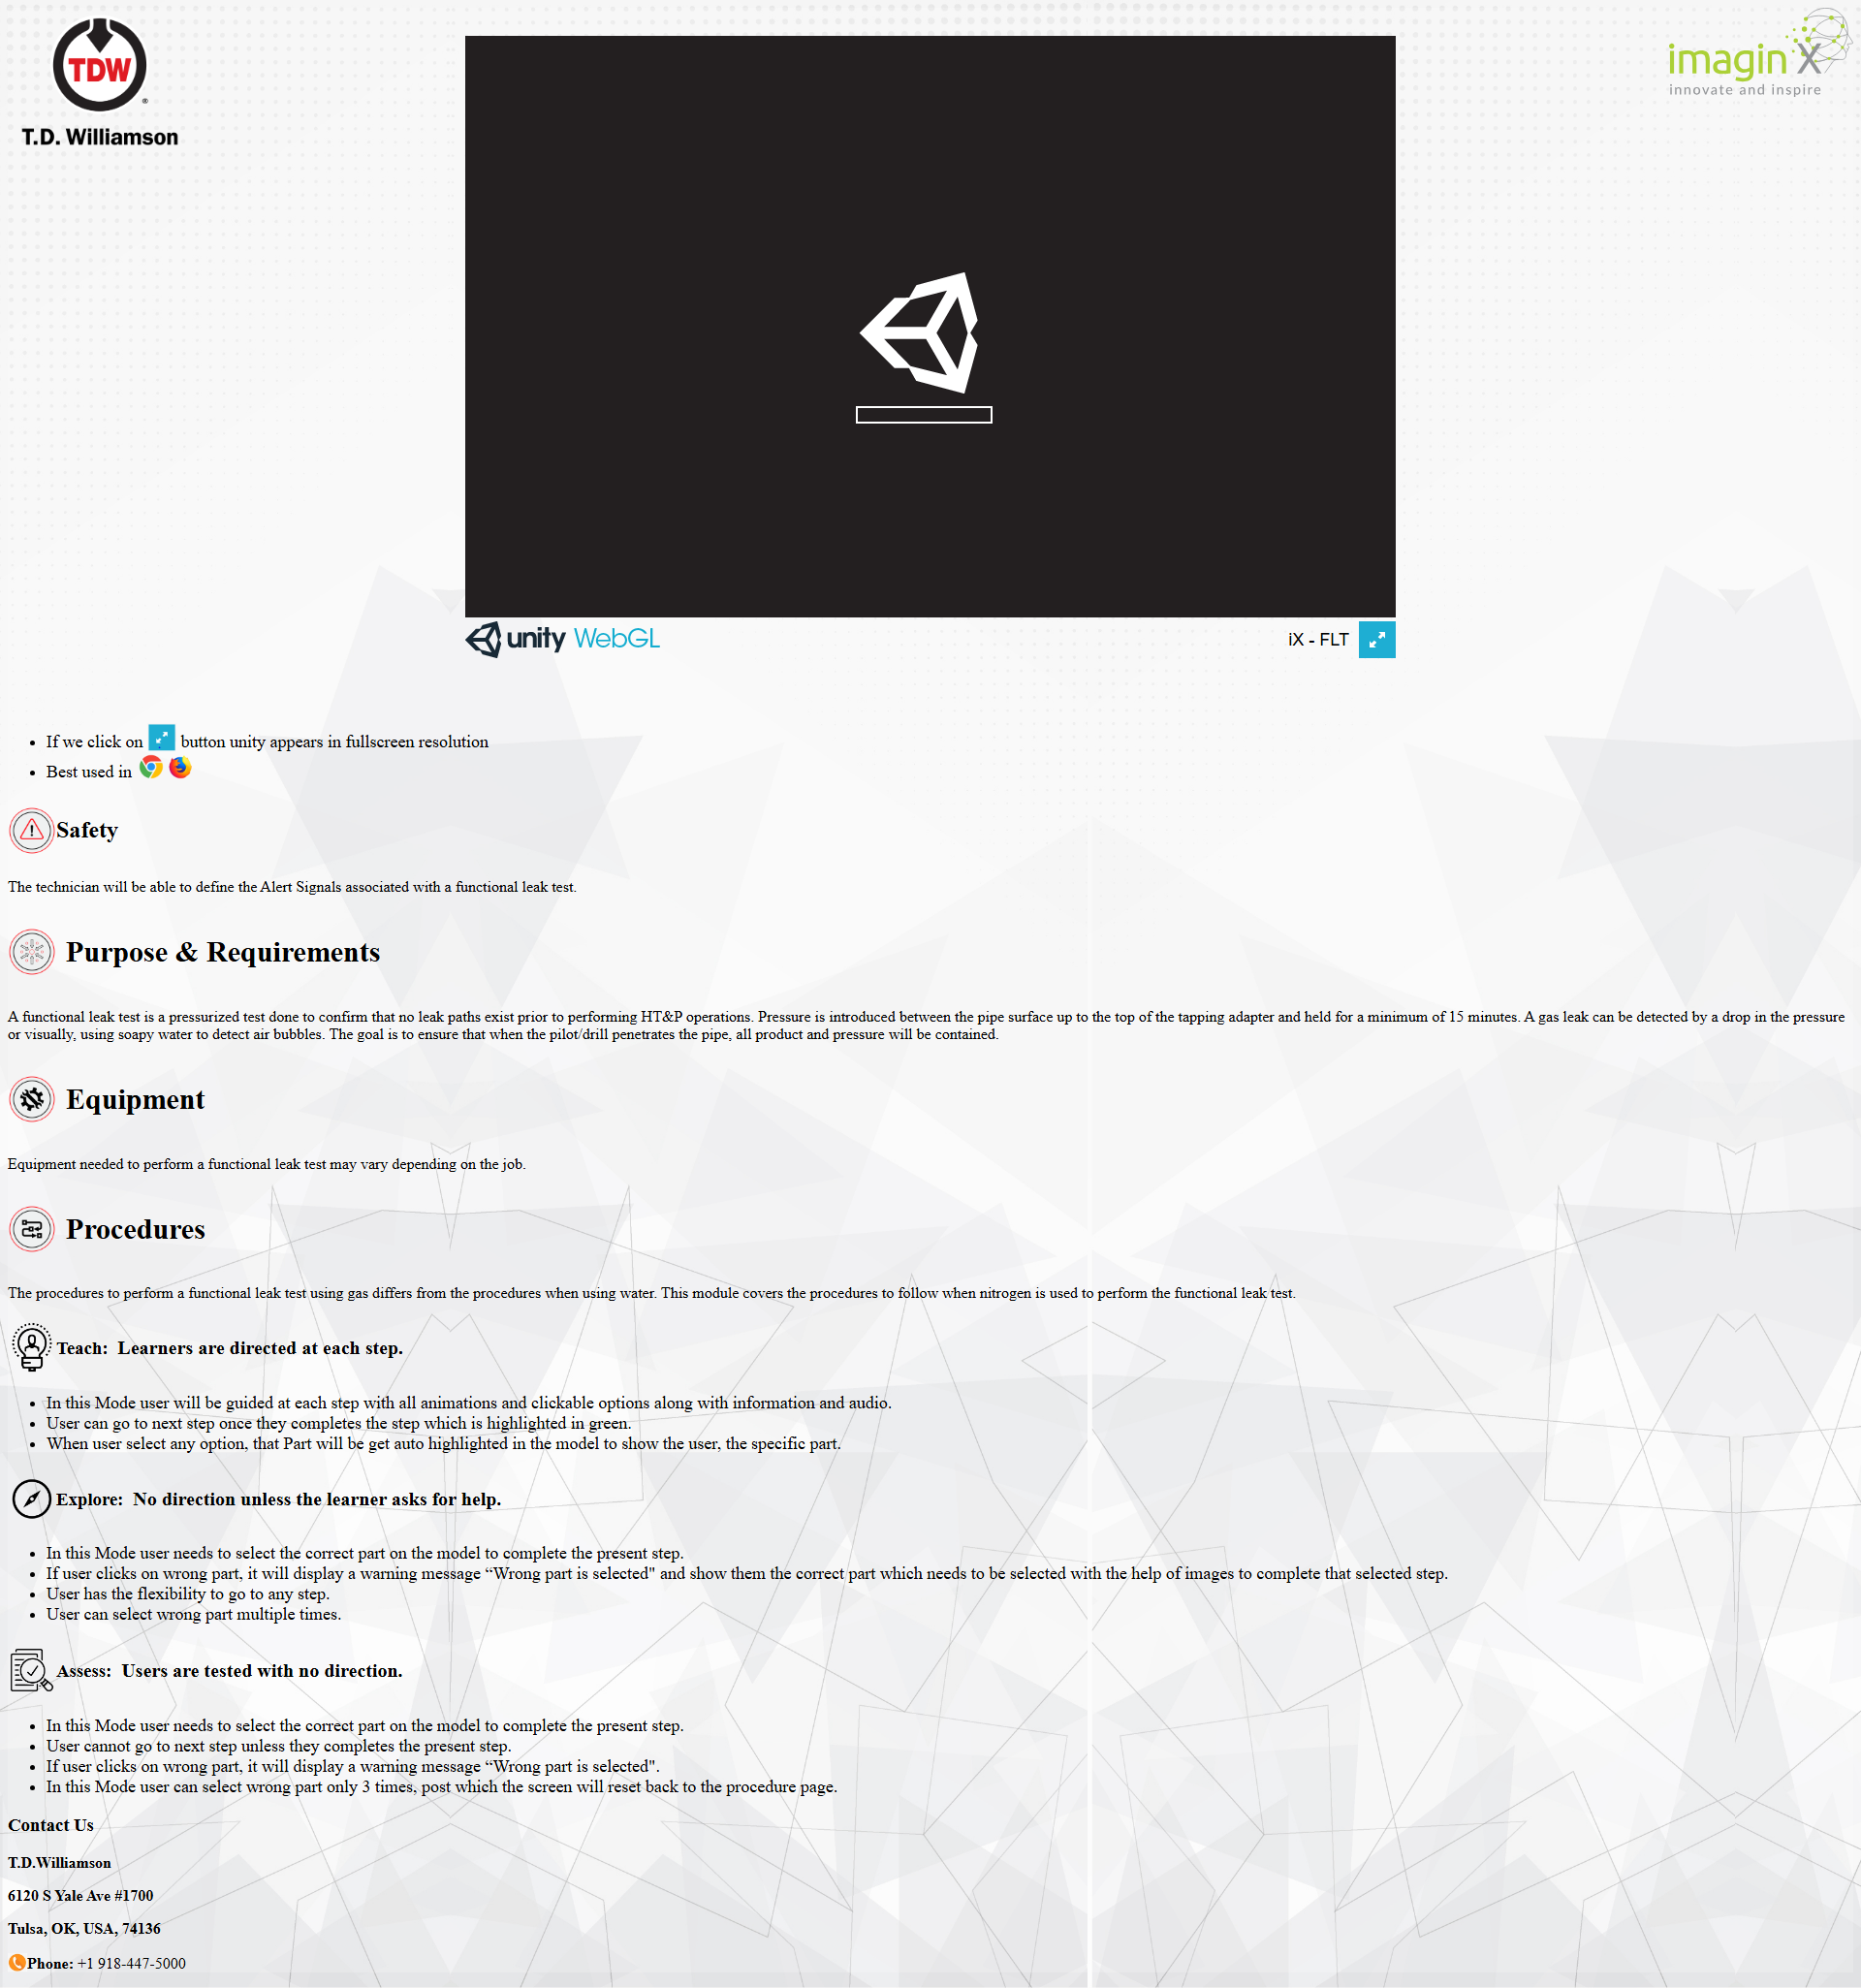 TDW
®
T.D. Williamson
imagin X
innovate and inspire
unity WebGL
iX - FLT
If we click on button unity appears in fullscreen resolution
Best used in
Safety
The technician will be able to define the Alert Signals associated with a functional leak test.
Purpose & Requirements
A functional leak test is a pressurized test done to confirm that no leak paths exist prior to performing HT&P operations. Pressure is introduced between the pipe surface up to the top of the tapping adapter and held for a minimum of 15 minutes. A gas leak can be detected by a drop in the pressure
or visually, using soapy water to detect air bubbles. The goal is to ensure that when the pilot/drill penetrates the pipe, all product and pressure will be contained.
Equipment
Equipment needed to perform a functional leak test may vary depending on the job.
Procedures
The procedures to perform a functional leak test using gas differs from the procedures when using water. This module covers the procedures to follow when nitrogen is used to perform the functional leak test.
Teach:  Learners are directed at each step.
In this Mode user will be guided at each step with all animations and clickable options along with information and audio.
User can go to next step once they completes the step which is highlighted in green.
When user select any option, that Part will be get auto highlighted in the model to show the user, the specific part.
Explore:  No direction unless the learner asks for help.
In this Mode user needs to select the correct part on the model to complete the present step.
If user clicks on wrong part, it will display a warning message “Wrong part is selected" and show them the correct part which needs to be selected with the help of images to complete that selected step.
User has the flexibility to go to any step.
User can select wrong part multiple times.
Assess:  Users are tested with no direction.
In this Mode user needs to select the correct part on the model to complete the present step.
User cannot go to next step unless they completes the present step.
If user clicks on wrong part, it will display a warning message “Wrong part is selected".
In this Mode user can select wrong part only 3 times, post which the screen will reset back to the procedure page.
Contact Us
T.D.Williamson
6120 S Yale Ave #1700
Tulsa, OK, USA, 74136
Phone: +1 918-447-5000